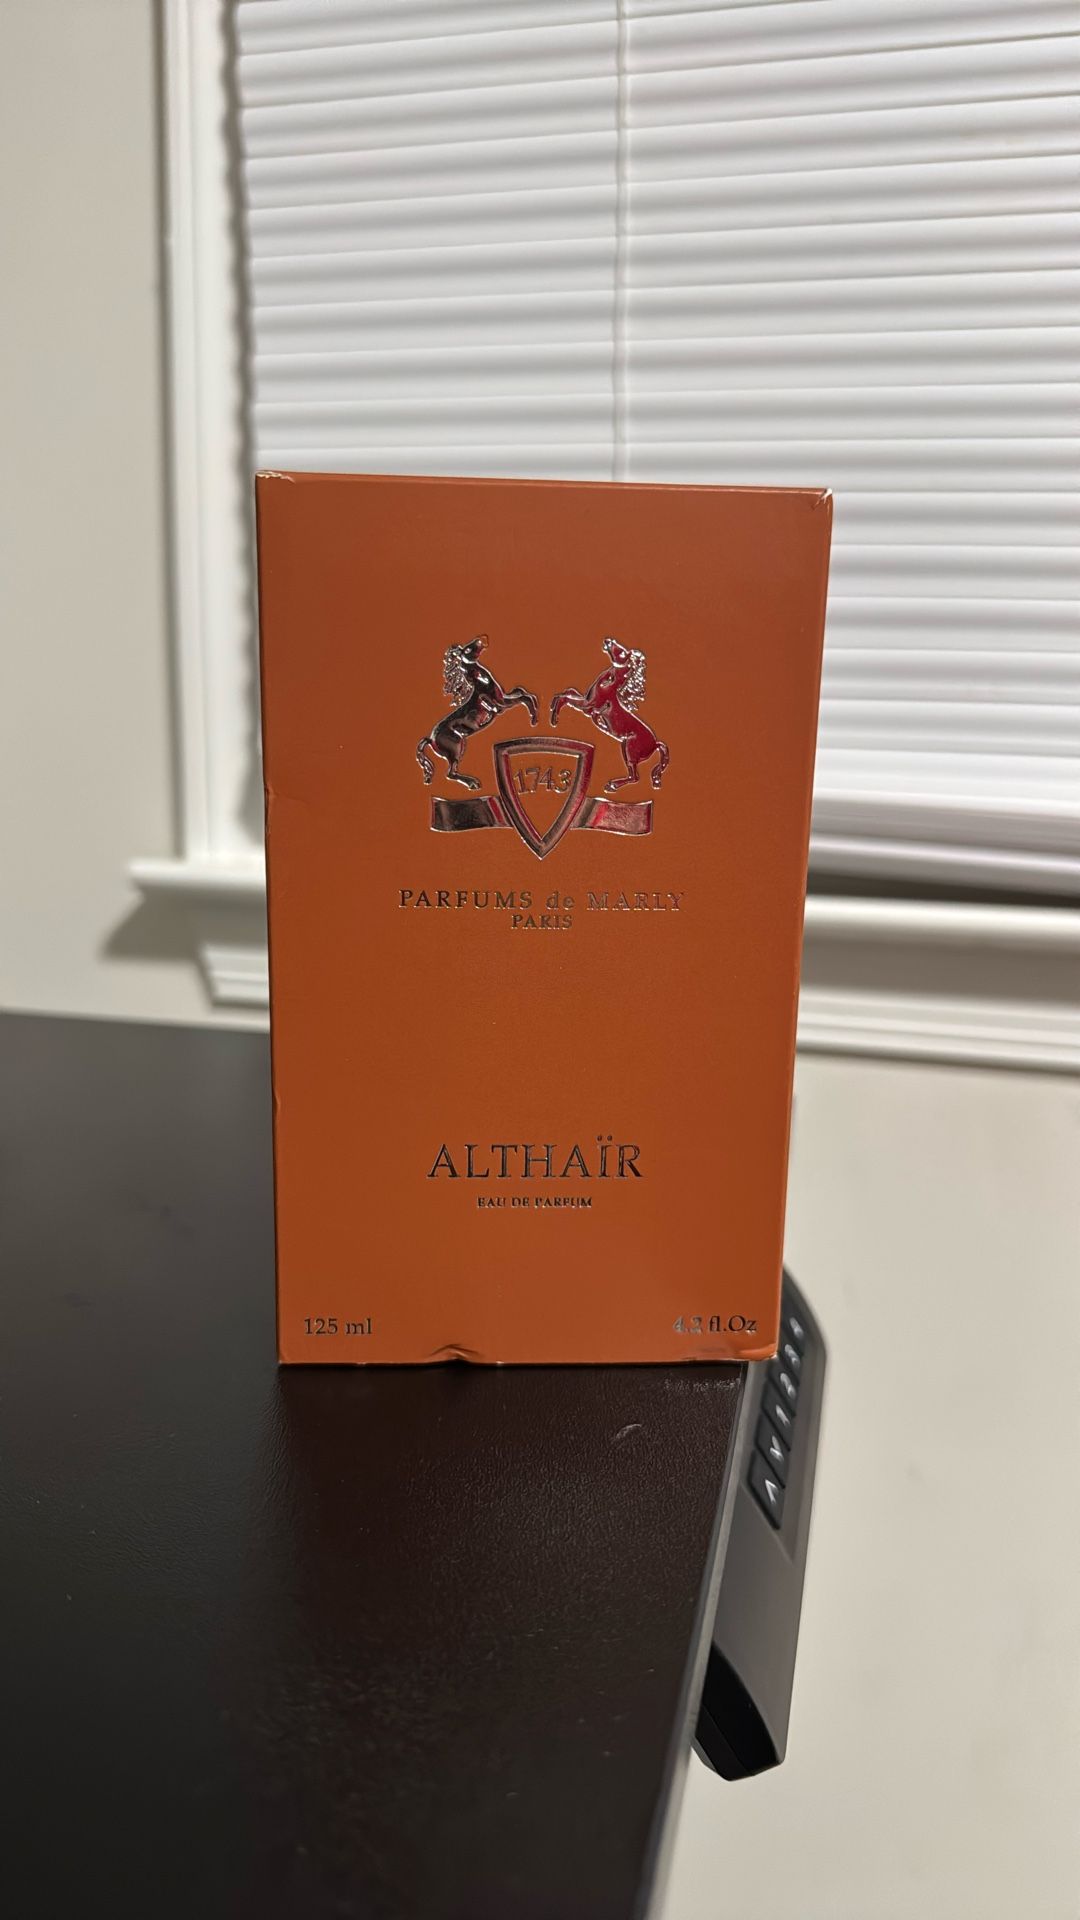 1743
PARFUMS de MARLY
PARIS
ALTHAÏR
EAU DE PARFUM
125 ml
4.2 fl.Oz